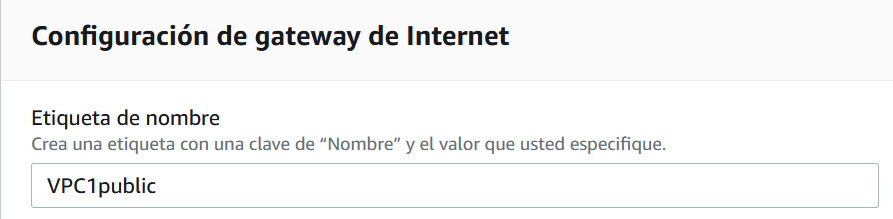 Configuración de gateway de Internet
Etiqueta de nombre
Crea una etiqueta con una clave de “Nombre” y el valor que usted especifique.
VPC1public